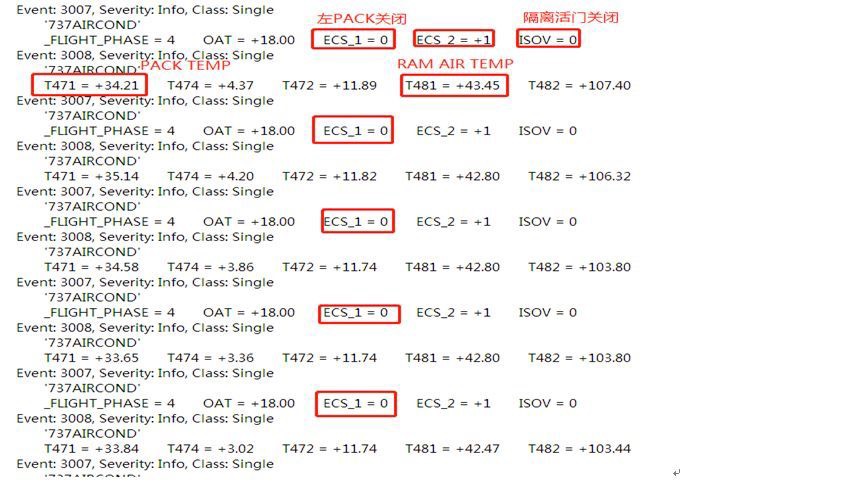 Event: 3007, Severity: Info, Class: Single
左PACK关闭
隔离活门关闭
'737AIRCOND'
_FLIGHT_PHASE = 4 OAT = +18.00 ECS_1 = 0 ECS_2 = +1 ISOV = 0
Event: 3008, Severity: Info, Class: Single
'737AIRCOND'
PACK TEMP
RAM AIR TEMP
T471 = +34.21 T474 = +4.37 T472 = +11.89 T481 = +43.45 T482 = +107.40
Event: 3007, Severity: Info, Class: Single
'737AIRCOND'
_FLIGHT_PHASE = 4 OAT = +18.00 ECS_1 = 0 ECS_2 = +1 ISOV = 0
Event: 3008, Severity: Info, Class: Single
'737AIRCOND'
T471 = +35.14 T474 = +4.20 T472 = +11.82 T481 = +42.80 T482 = +106.32
Event: 3007, Severity: Info, Class: Single
'737AIRCOND'
_FLIGHT_PHASE = 4 OAT = +18.00 ECS_1 = 0 ECS_2 = +1 ISOV = 0
Event: 3008, Severity: Info, Class: Single
'737AIRCOND'
T471 = +34.58 T474 = +3.86 T472 = +11.74 T481 = +42.80 T482 = +103.80
Event: 3007, Severity: Info, Class: Single
'737AIRCOND'
_FLIGHT_PHASE = 4 OAT = +18.00 ECS_1 = 0 ECS_2 = +1 ISOV = 0
Event: 3008, Severity: Info, Class: Single
'737AIRCOND'
T471 = +33.65 T474 = +3.36 T472 = +11.74 T481 = +42.80 T482 = +103.80
Event: 3007, Severity: Info, Class: Single
'737AIRCOND'
_FLIGHT_PHASE = 4 OAT = +18.00 ECS_1 = 0 ECS_2 = +1 ISOV = 0
Event: 3008, Severity: Info, Class: Single
'737AIRCOND'
T471 = +33.84 T474 = +3.02 T472 = +11.74 T481 = +42.47 T482 = +103.44
Event: 3007, Severity: Info, Class: Single